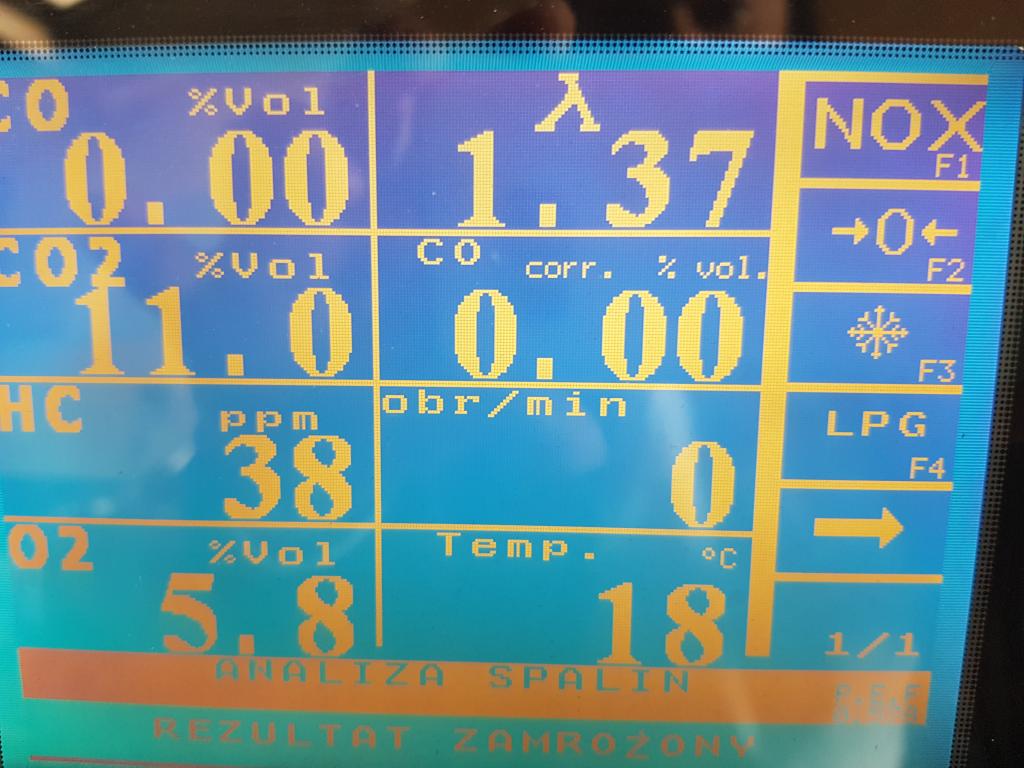 CO %Vol
0.00
λ
1.37
NOX
F1
CO2 %Vol
11.0
CO corr. % vol.
0.00
→0←
F2
F3
HC ppm
38
obr/min
0
LPG
F4
O2 %Vol
5.8
Temp. °C
18
→
1/1
ANALIZA SPALIN
REZULTAT ZAMROŻONY